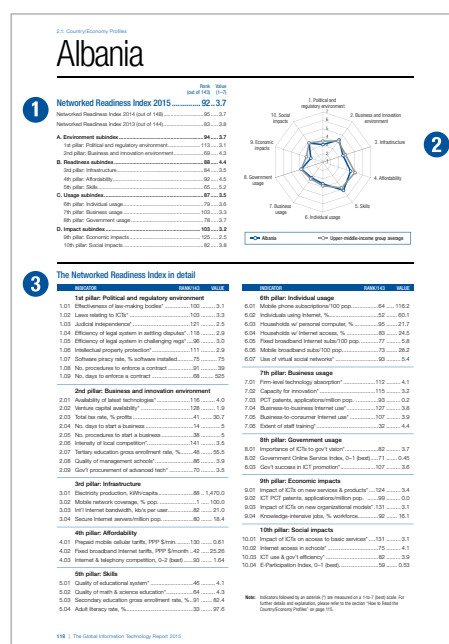 2.1: Country/Economy Profiles
Albania
Rank Value
(out of 143) (1–7)
1
Networked Readiness Index 2015 92 3.7
Networked Readiness Index 2014 (out of 148) 95 3.7
Networked Readiness Index 2013 (out of 144) 83 3.8
A. Environment subindex 94 3.7
1st pillar: Political and regulatory environment 113 3.1
2nd pillar: Business and innovation environment 69 4.3
B. Readiness subindex 88 4.4
3rd pillar: Infrastructure 84 3.5
4th pillar: Affordability 92 4.5
5th pillar: Skills 65 5.2
C. Usage subindex 87 3.5
6th pillar: Individual usage 79 3.6
7th pillar: Business usage 103 3.3
8th pillar: Government usage 78 3.7
D. Impact subindex 103 3.2
9th pillar: Economic impacts 125 2.5
10th pillar: Social impacts 82 3.8
2
1. Political and
regulatory environment
2. Business and innovation
environment
3. Infrastructure
4. Affordability
5. Skills
6. Individual usage
7. Business
usage
8. Government
usage
9. Economic
impacts
10. Social
impacts
Albania
Upper-middle-income group average
3
The Networked Readiness Index in detail
INDICATOR RANK/143 VALUE
1st pillar: Political and regulatory environment
1.01 Effectiveness of law-making bodies* 100 3.1
1.02 Laws relating to ICTs* 103 3.3
1.03 Judicial independence* 121 2.5
1.04 Efficiency of legal system in settling disputes* 118 2.9
1.05 Efficiency of legal system in challenging regs* 96 3.0
1.06 Intellectual property protection* 111 2.9
1.07 Software piracy rate, % software installed 75 75
1.08 No. procedures to enforce a contract 91 39
1.09 No. days to enforce a contract 68 525
2nd pillar: Business and innovation environment
2.01 Availability of latest technologies* 116 4.0
2.02 Venture capital availability* 128 1.9
2.03 Total tax rate, % profits 41 30.7
2.04 No. days to start a business 14 5
2.05 No. procedures to start a business 38 5
2.06 Intensity of local competition* 141 3.5
2.07 Tertiary education gross enrollment rate, % 48 55.5
2.08 Quality of management schools* 86 3.9
2.09 Gov't procurement of advanced tech* 70 3.5
3rd pillar: Infrastructure
3.01 Electricity production, kWh/capita 88 1,470.0
3.02 Mobile network coverage, % pop. 1 100.0
3.03 Int'l Internet bandwidth, kb/s per user 82 21.0
3.04 Secure Internet servers/million pop. 80 18.4
4th pillar: Affordability
4.01 Prepaid mobile cellular tariffs, PPP $/min. 130 0.61
4.02 Fixed broadband Internet tariffs, PPP $/month 42 25.26
4.03 Internet & telephony competition, 0–2 (best) 93 1.64
5th pillar: Skills
5.01 Quality of educational system* 46 4.1
5.02 Quality of math & science education* 64 4.3
5.03 Secondary education gross enrollment rate, % 91 82.4
5.04 Adult literacy rate, % 33 97.6
INDICATOR RANK/143 VALUE
6th pillar: Individual usage
6.01 Mobile phone subscriptions/100 pop. 64 116.2
6.02 Individuals using Internet, % 52 60.1
6.03 Households w/ personal computer, % 95 21.7
6.04 Households w/ Internet access, % 83 24.5
6.05 Fixed broadband Internet subs/100 pop. 77 5.8
6.06 Mobile broadband subs/100 pop. 73 28.2
6.07 Use of virtual social networks* 93 5.4
7th pillar: Business usage
7.01 Firm-level technology absorption* 112 4.1
7.02 Capacity for innovation* 115 3.2
7.03 PCT patents, applications/million pop. 93 0.2
7.04 Business-to-business Internet use* 127 3.8
7.05 Business-to-consumer Internet use* 107 3.9
7.06 Extent of staff training* 32 4.4
8th pillar: Government usage
8.01 Importance of ICTs to gov't vision* 82 3.7
8.02 Government Online Service Index, 0–1 (best) 71 0.45
8.03 Gov't success in ICT promotion* 107 3.6
9th pillar: Economic impacts
9.01 Impact of ICTs on new services & products* 124 3.4
9.02 ICT PCT patents, applications/million pop. 99 0.0
9.03 Impact of ICTs on new organizational models* 131 3.1
9.04 Knowledge-intensive jobs, % workforce 92 16.1
10th pillar: Social impacts
10.01 Impact of ICTs on access to basic services* 131 3.1
10.02 Internet access in schools* 75 4.1
10.03 ICT use & gov't efficiency* 82 3.9
10.04 E-Participation Index, 0–1 (best) 59 0.53
Note: Indicators followed by an asterisk (*) are measured on a 1-to-7 (best) scale. For
further details and explanation, please refer to the section "How to Read the
Country/Economy Profiles" on page 115.
118 | The Global Information Technology Report 2015